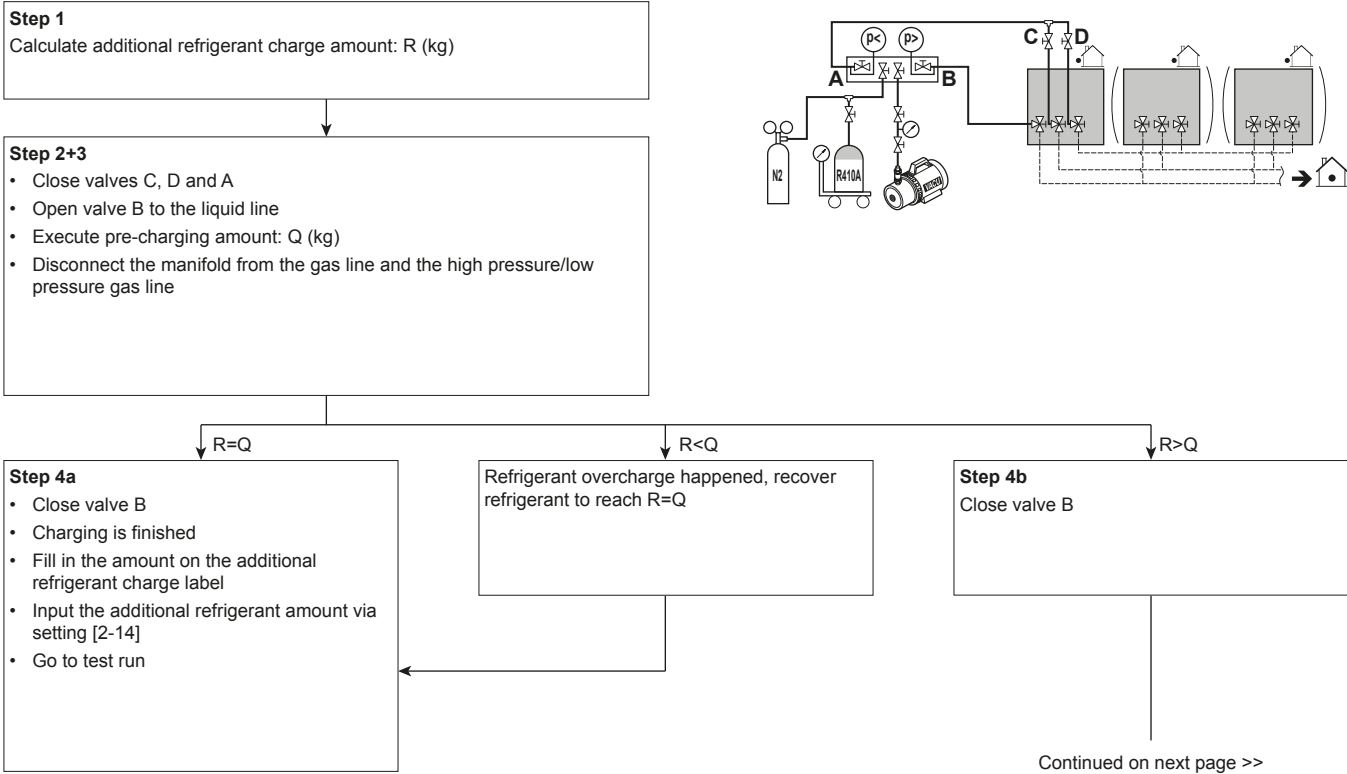 Step 1
Calculate additional refrigerant charge amount: R (kg)
p<
p>
A
B
C
D
N2
R410A
Step 2+3
• Close valves C, D and A
• Open valve B to the liquid line
• Execute pre-charging amount: Q (kg)
• Disconnect the manifold from the gas line and the high pressure/low
pressure gas line
R=Q
R<Q
R>Q
Step 4a
• Close valve B
• Charging is finished
• Fill in the amount on the additional
refrigerant charge label
• Input the additional refrigerant amount via
setting [2-14]
• Go to test run
Refrigerant overcharge happened, recover
refrigerant to reach R=Q
Step 4b
Close valve B
Continued on next page >>